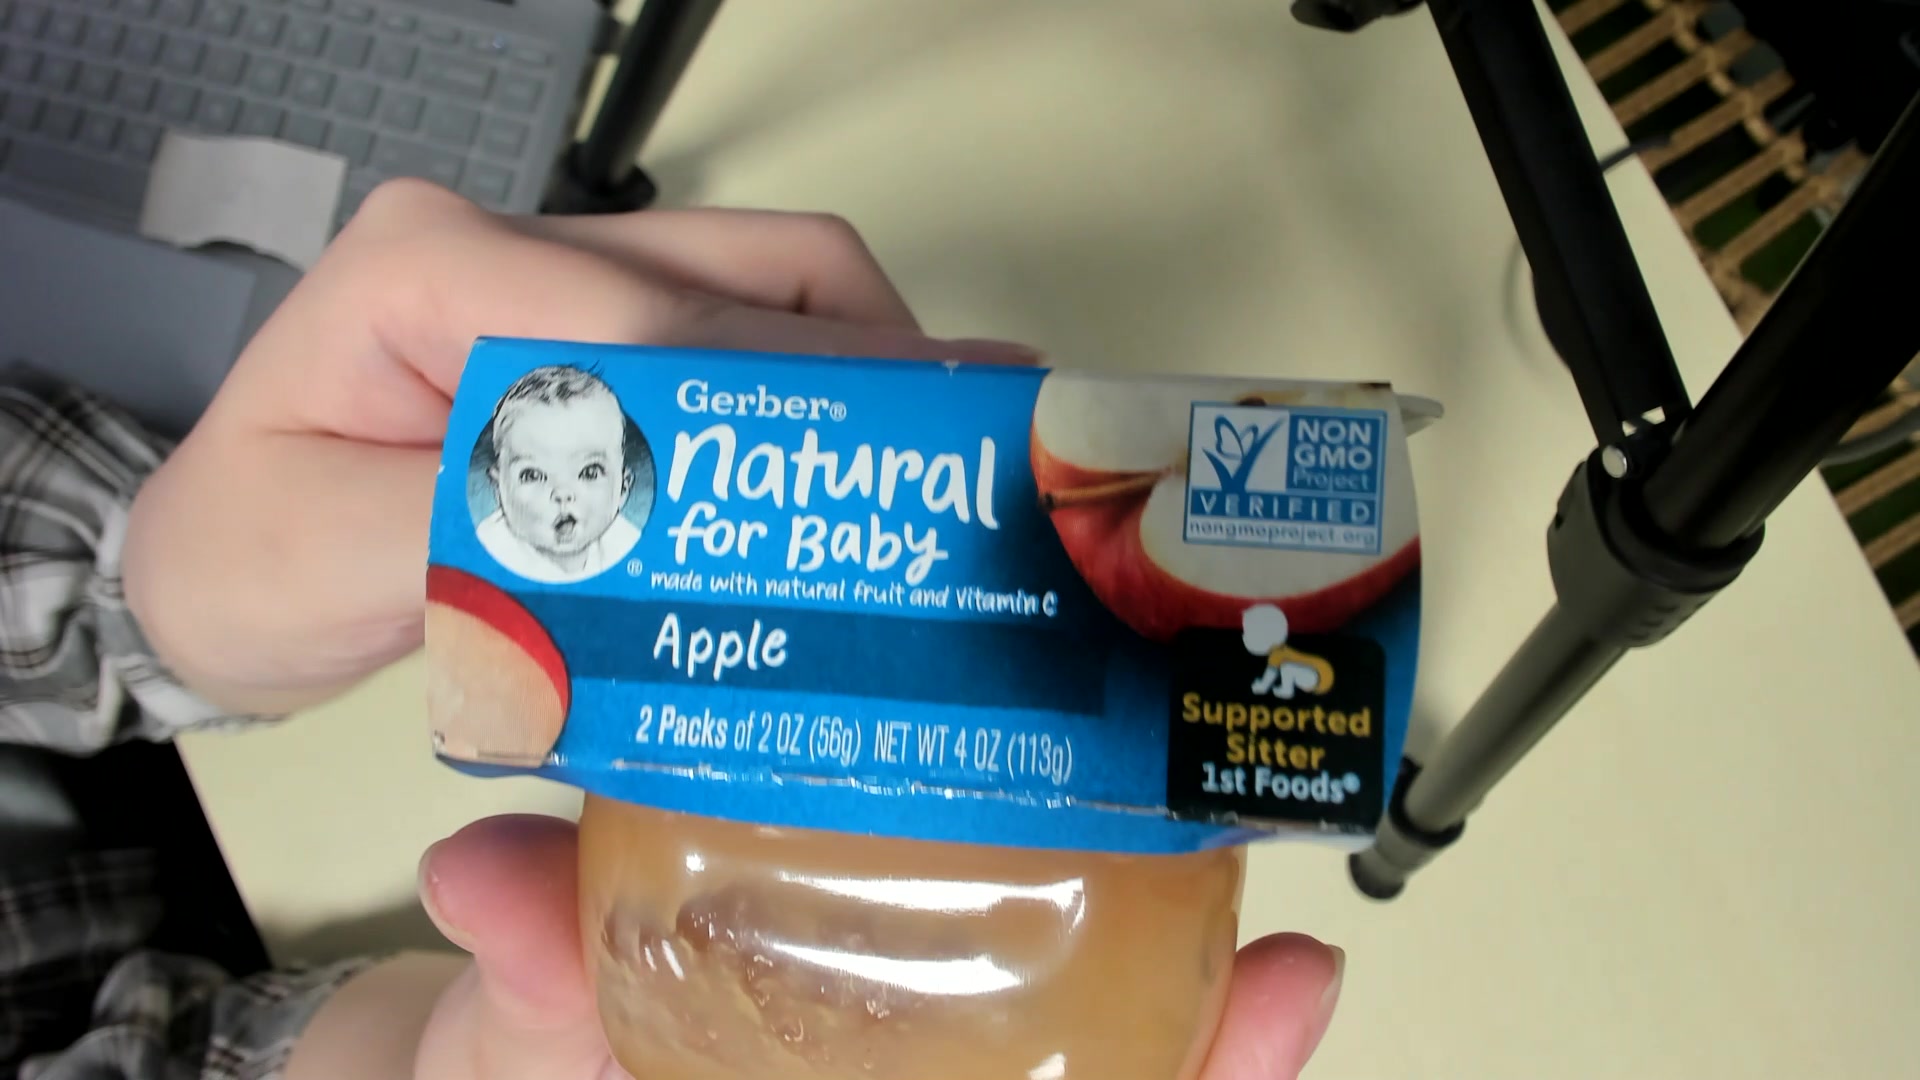 Gerber®
natural
for Baby
®
made with natural fruit and Vitamin C
Apple
2 Packs of 2 OZ (56g) NET WT 4 OZ (113g)
NON
GMO
Project
VERIFIED
nongmoproject.org
Supported
Sitter
1st Foods®